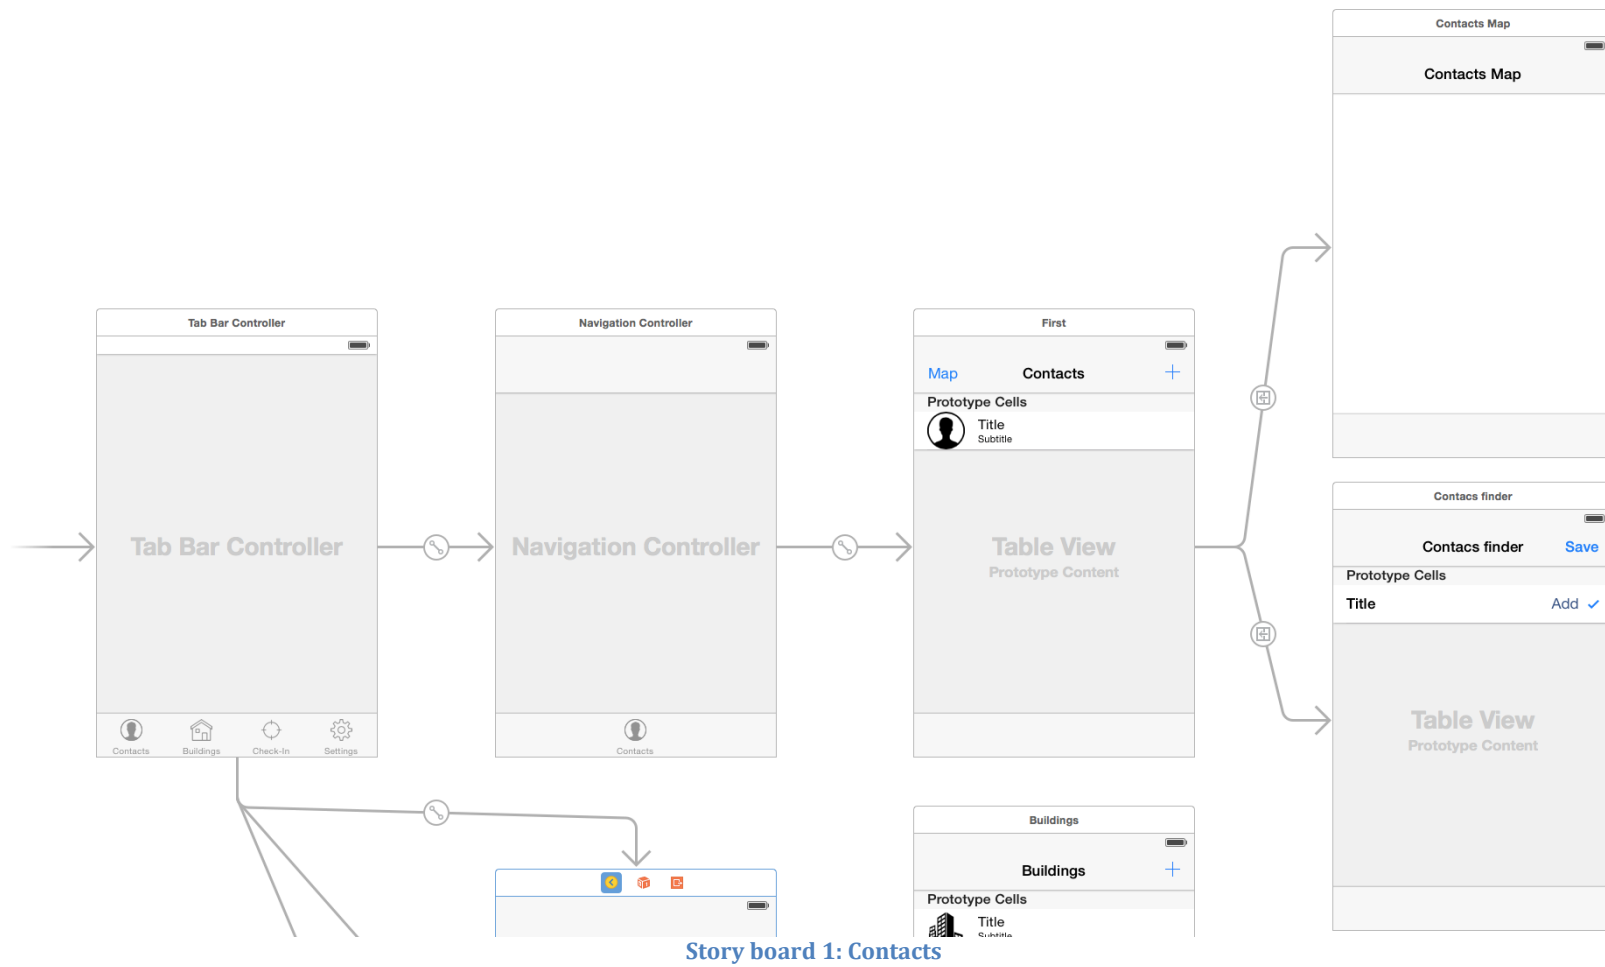 Contacts Map
Contacts Map
Tab Bar Controller
Navigation Controller
First
Map Contacts +
Prototype Cells
Title
Subtitle
Tab Bar Controller
Navigation Controller
Table View
Prototype Content
Contacts Buildings Check-In Settings
Contacts
Contacs finder
Contacs finder Save
Prototype Cells
Title Add
Table View
Prototype Content
Buildings
Buildings +
Prototype Cells
Title
Subtitle
Story board 1: Contacts